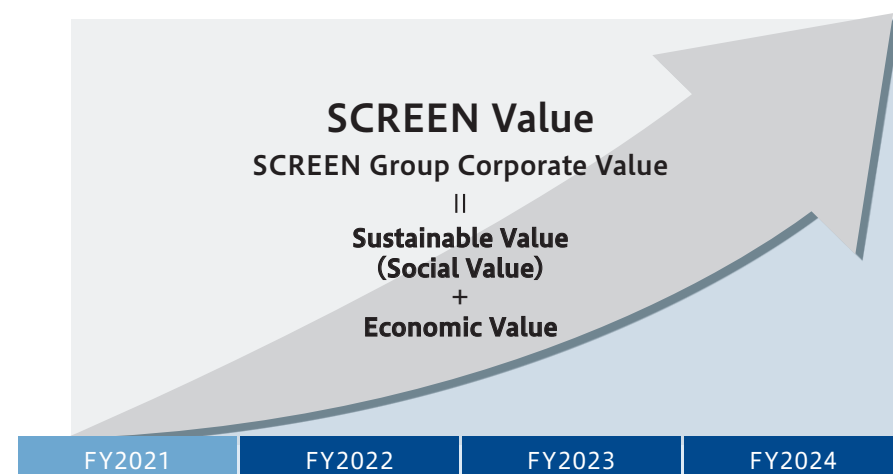 SCREEN Value
SCREEN Group Corporate Value
=
Sustainable Value
(Social Value)
+
Economic Value
FY2021 FY2022 FY2023 FY2024